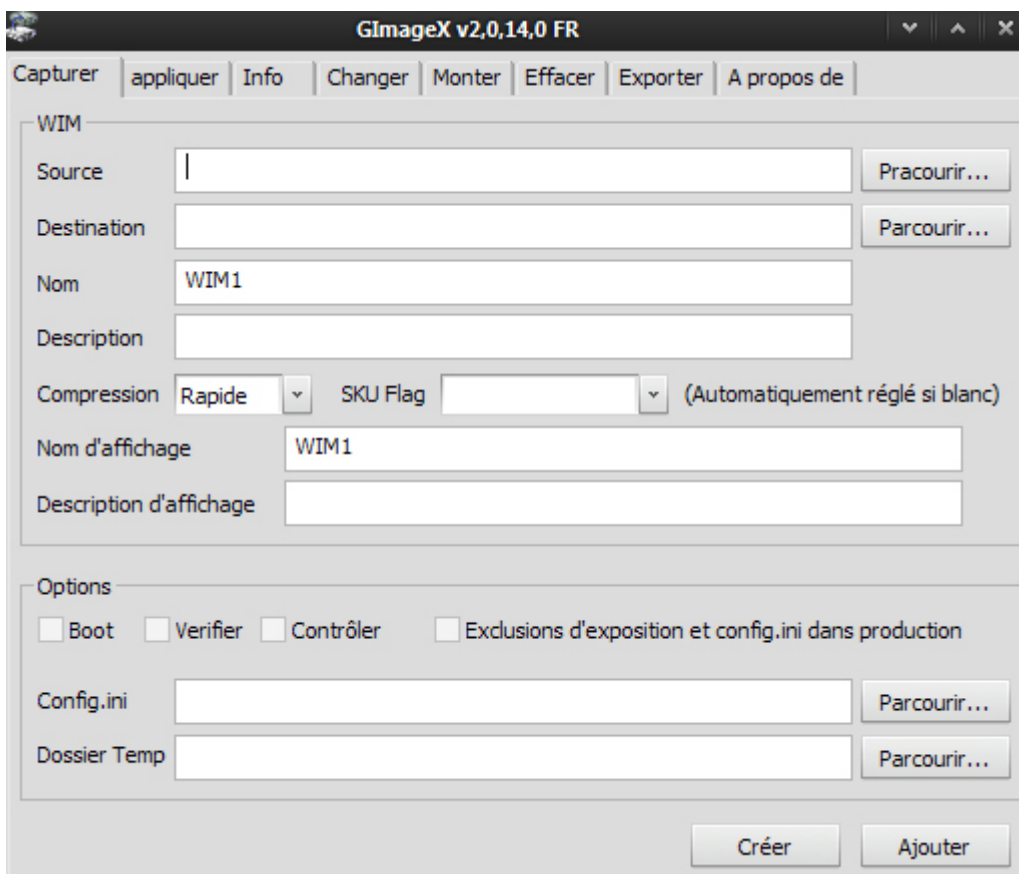 GImageX v2,0,14,0 FR
Capturer appliquer Info Changer Monter Effacer Exporter A propos de
WIM
Source Pracourir...
Destination Parcourir...
Nom WIM1
Description
Compression Rapide SKU Flag (Automatiquement réglé si blanc)
Nom d'affichage WIM1
Description d'affichage
Options
Boot Verifier Contrôler Exclusions d'exposition et config.ini dans production
Config.ini Parcourir...
Dossier Temp Parcourir...
Créer Ajouter